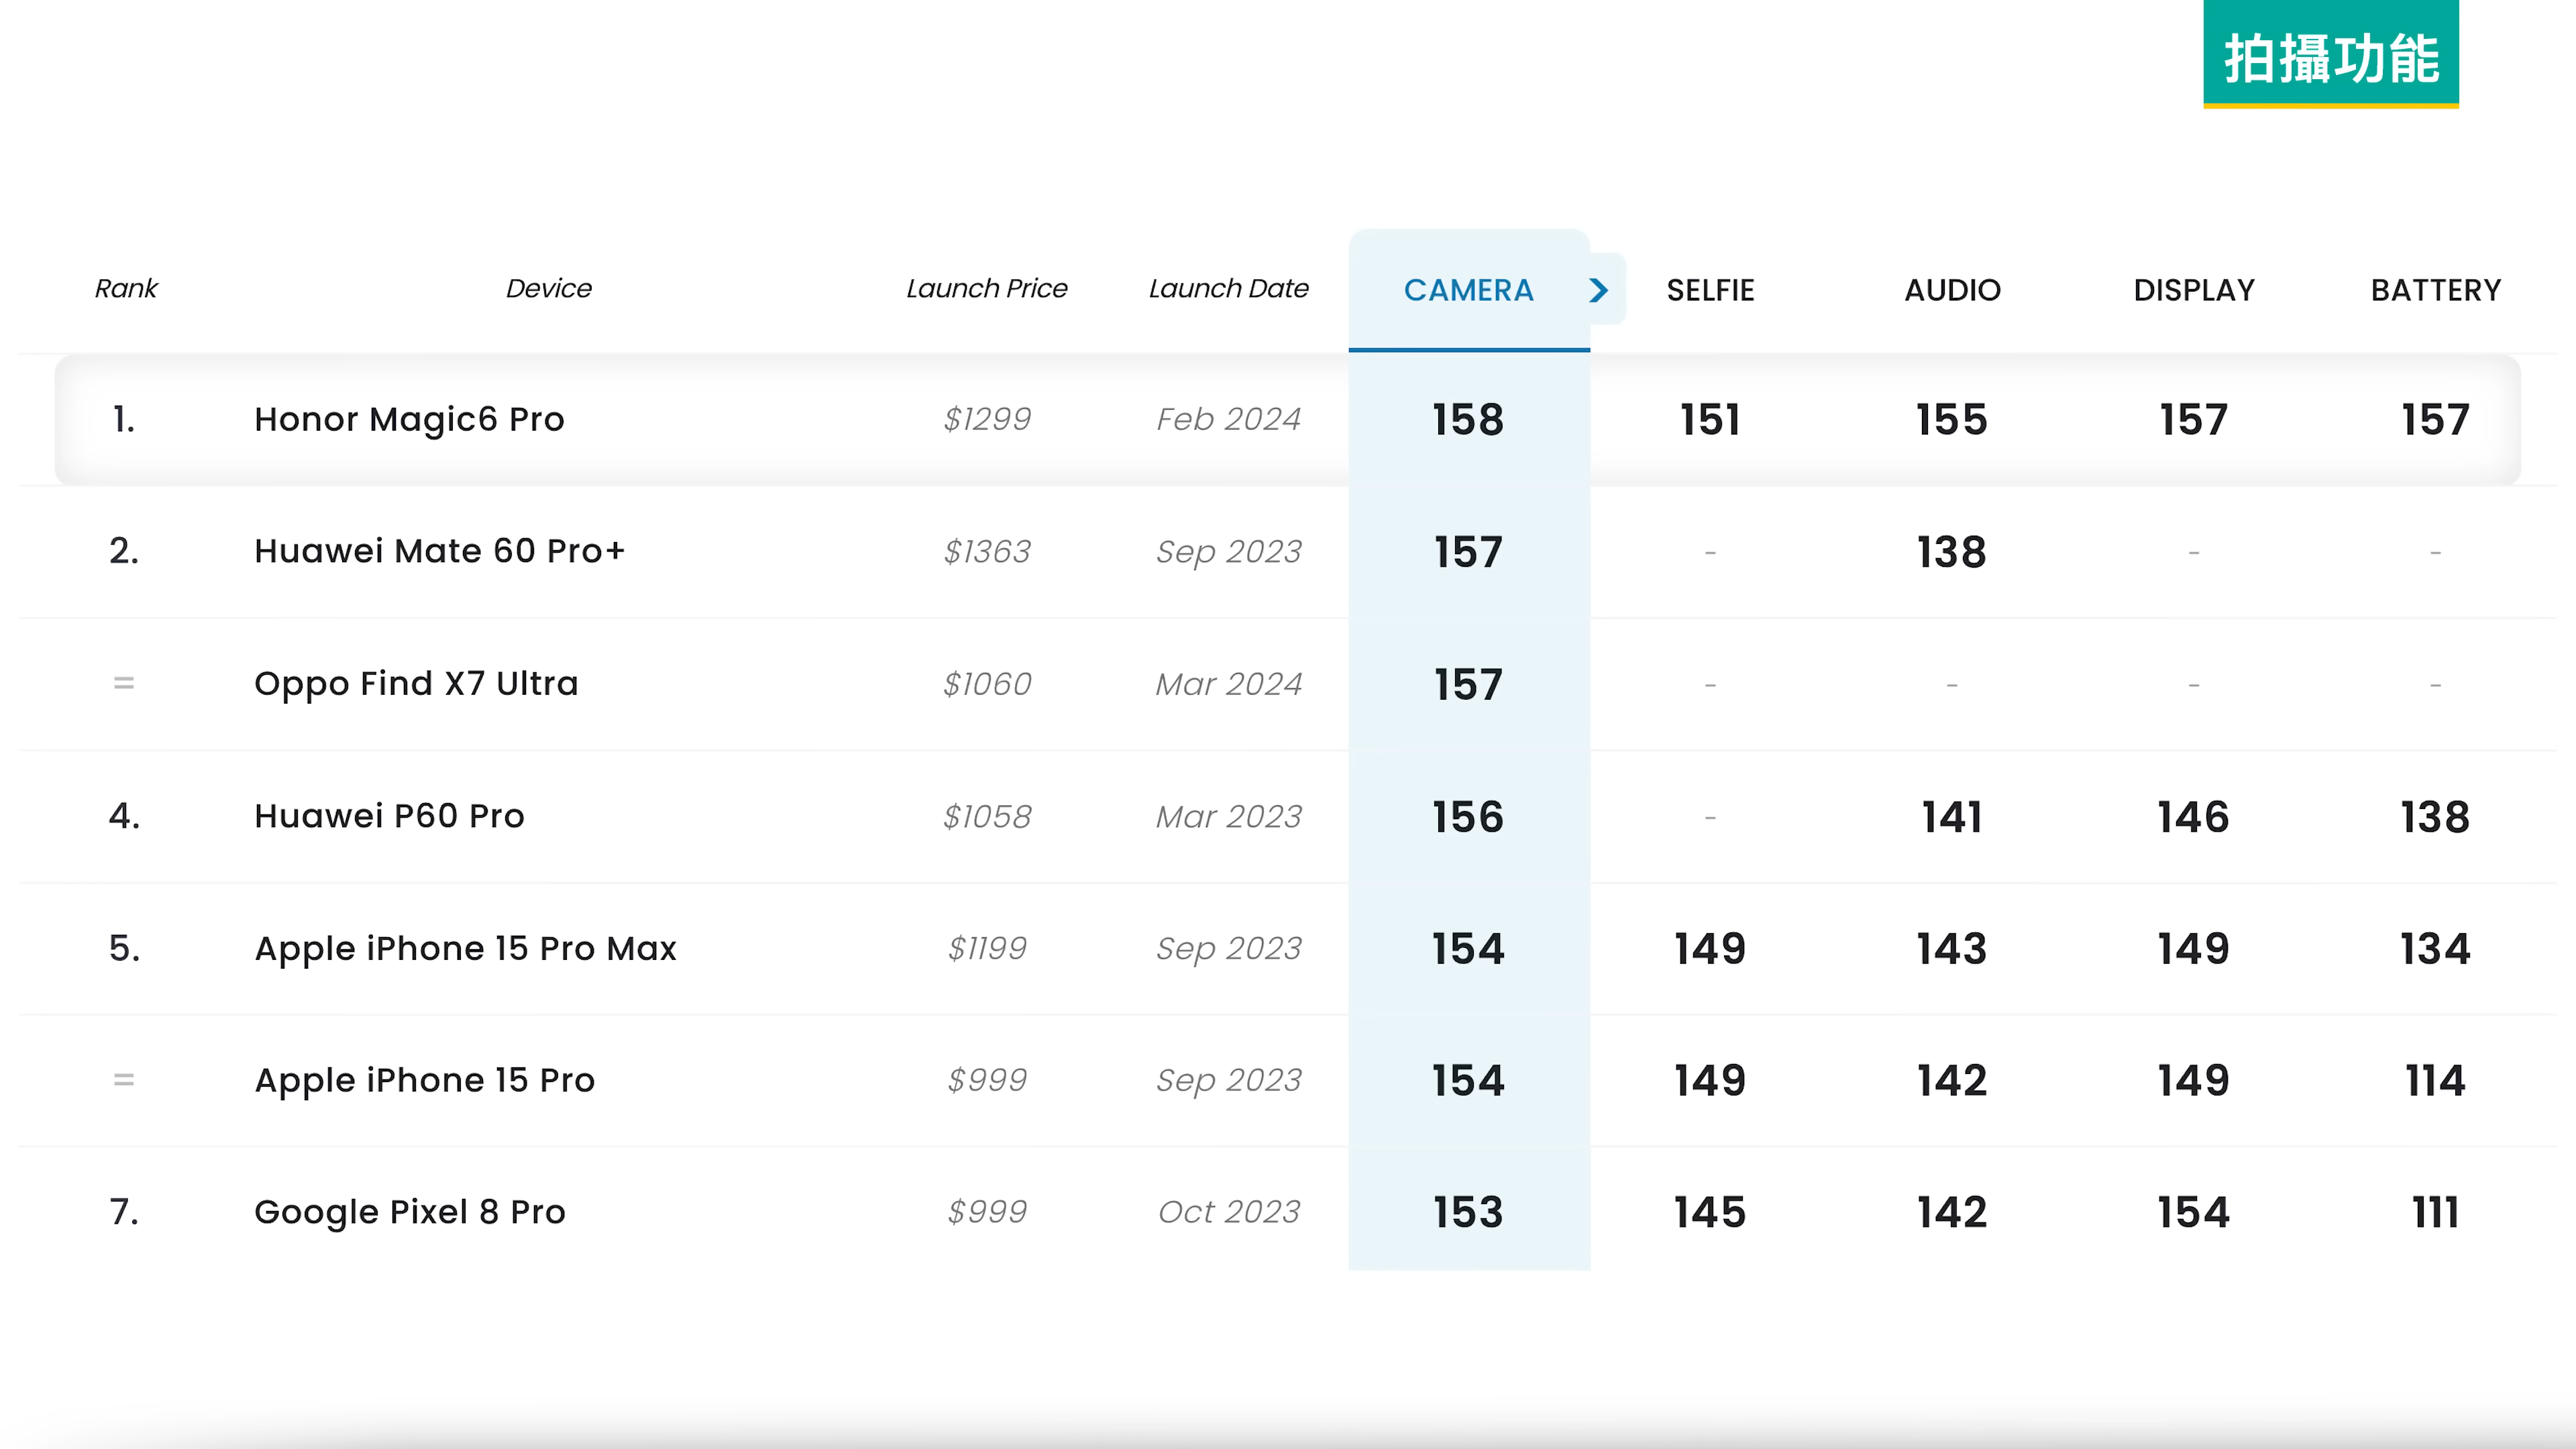 拍攝功能
Rank Device Launch Price Launch Date CAMERA > SELFIE AUDIO DISPLAY BATTERY
1. Honor Magic6 Pro $1299 Feb 2024 158 151 155 157 157
2. Huawei Mate 60 Pro+ $1363 Sep 2023 157 - 138 - -
= Oppo Find X7 Ultra $1060 Mar 2024 157 - - - -
4. Huawei P60 Pro $1058 Mar 2023 156 - 141 146 138
5. Apple iPhone 15 Pro Max $1199 Sep 2023 154 149 143 149 134
= Apple iPhone 15 Pro $999 Sep 2023 154 149 142 149 114
7. Google Pixel 8 Pro $999 Oct 2023 153 145 142 154 111